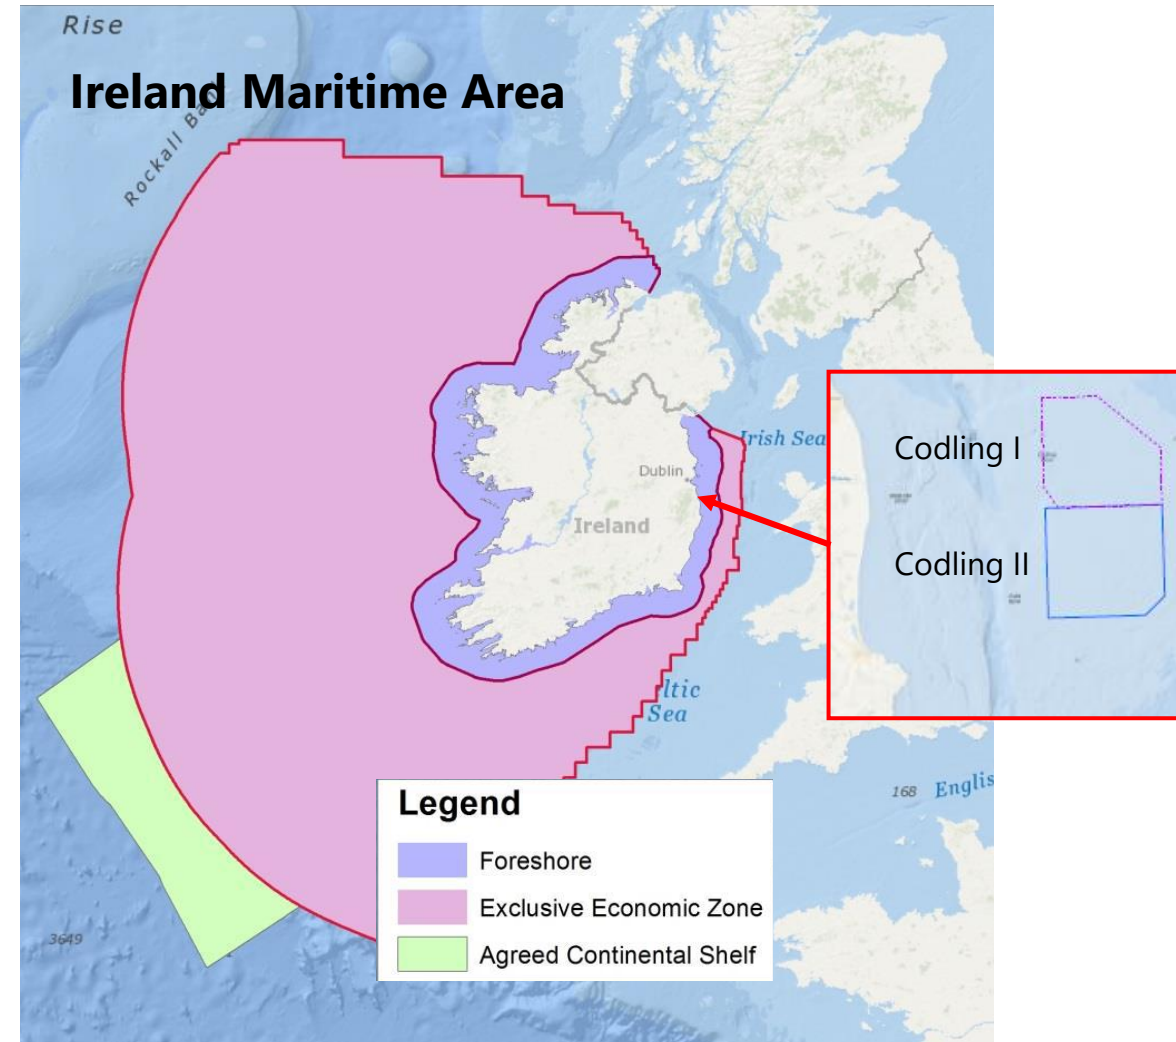 Rise
Ireland Maritime Area
Rockall Bank
Irish Sea
Dublin
Ireland
Codling I
Codling II
ltic
Sea
Legend
Foreshore
Exclusive Economic Zone
Agreed Continental Shelf
168
Englis
3649